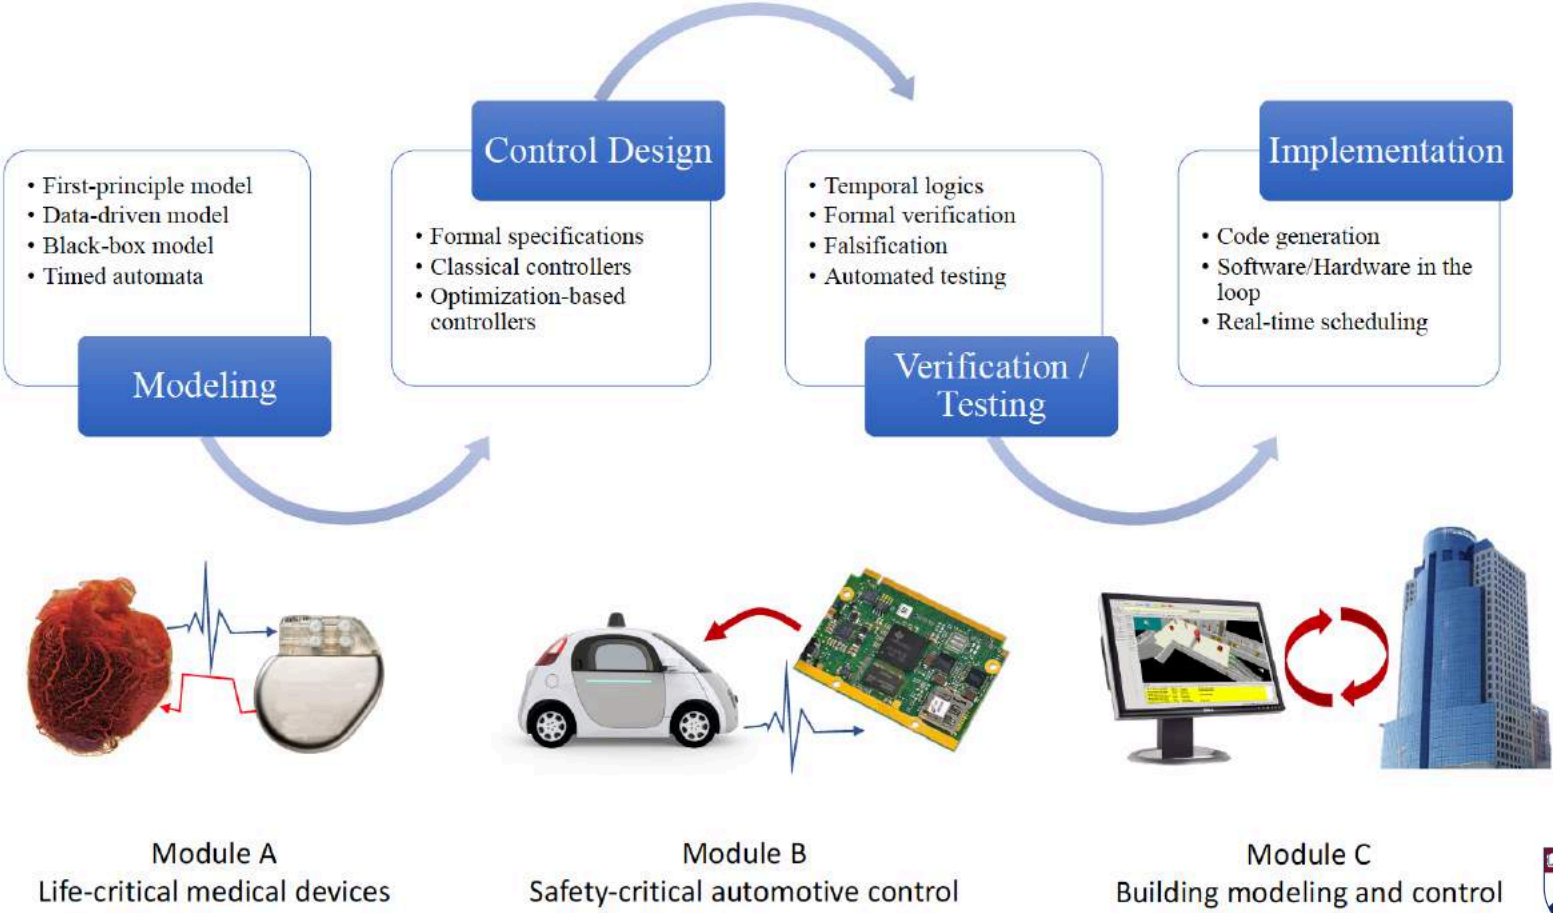 Modeling
• First-principle model
• Data-driven model
• Black-box model
• Timed automata
Control Design
• Formal specifications
• Classical controllers
• Optimization-based
controllers
• Temporal logics
• Formal verification
• Falsification
• Automated testing
Verification /
Testing
Implementation
• Code generation
• Software/Hardware in the
loop
• Real-time scheduling
Module A
Life-critical medical devices
Module B
Safety-critical automotive control
Module C
Building modeling and control